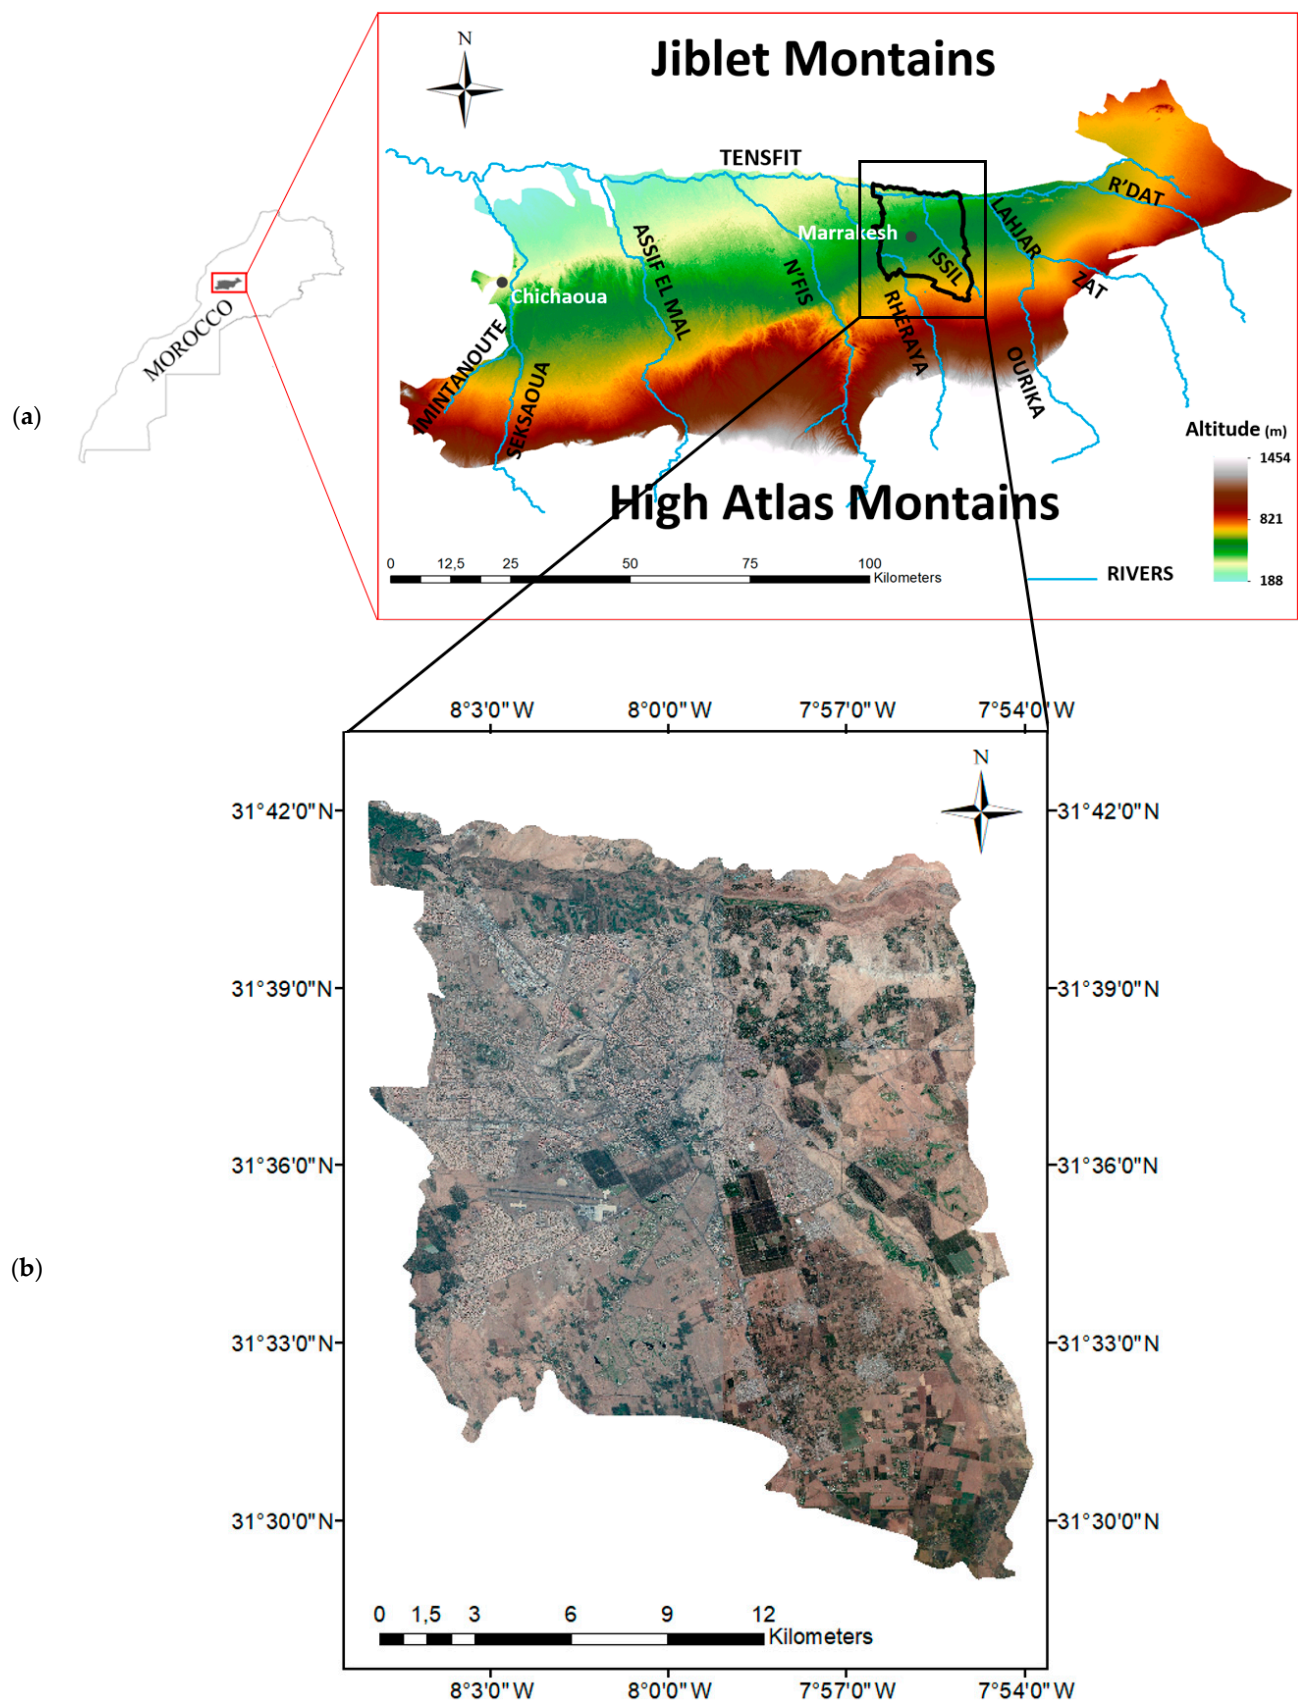 N
Jiblet Montains
TENSFIT
R'DAT
LAHJAR
Marrakesh
ASSIF EL MAL
ISSIL
N'FIS
ZAT
Chichaoua
RHERAYA
MOROCCO
IMINTANOUTE
SEKSAOUA
OURIKA
(a)
Altitude (m)
1454
821
188
High Atlas Montains
0 12,5 25 50 75 100
Kilometers
RIVERS
8°3'0"W 8°0'0"W 7°57'0"W 7°54'0"W
N
31°42'0"N 31°42'0"N
31°39'0"N 31°39'0"N
31°36'0"N 31°36'0"N
(b)
31°33'0"N 31°33'0"N
31°30'0"N 31°30'0"N
0 1,5 3 6 9 12
Kilometers
8°3'0"W 8°0'0"W 7°57'0"W 7°54'0"W